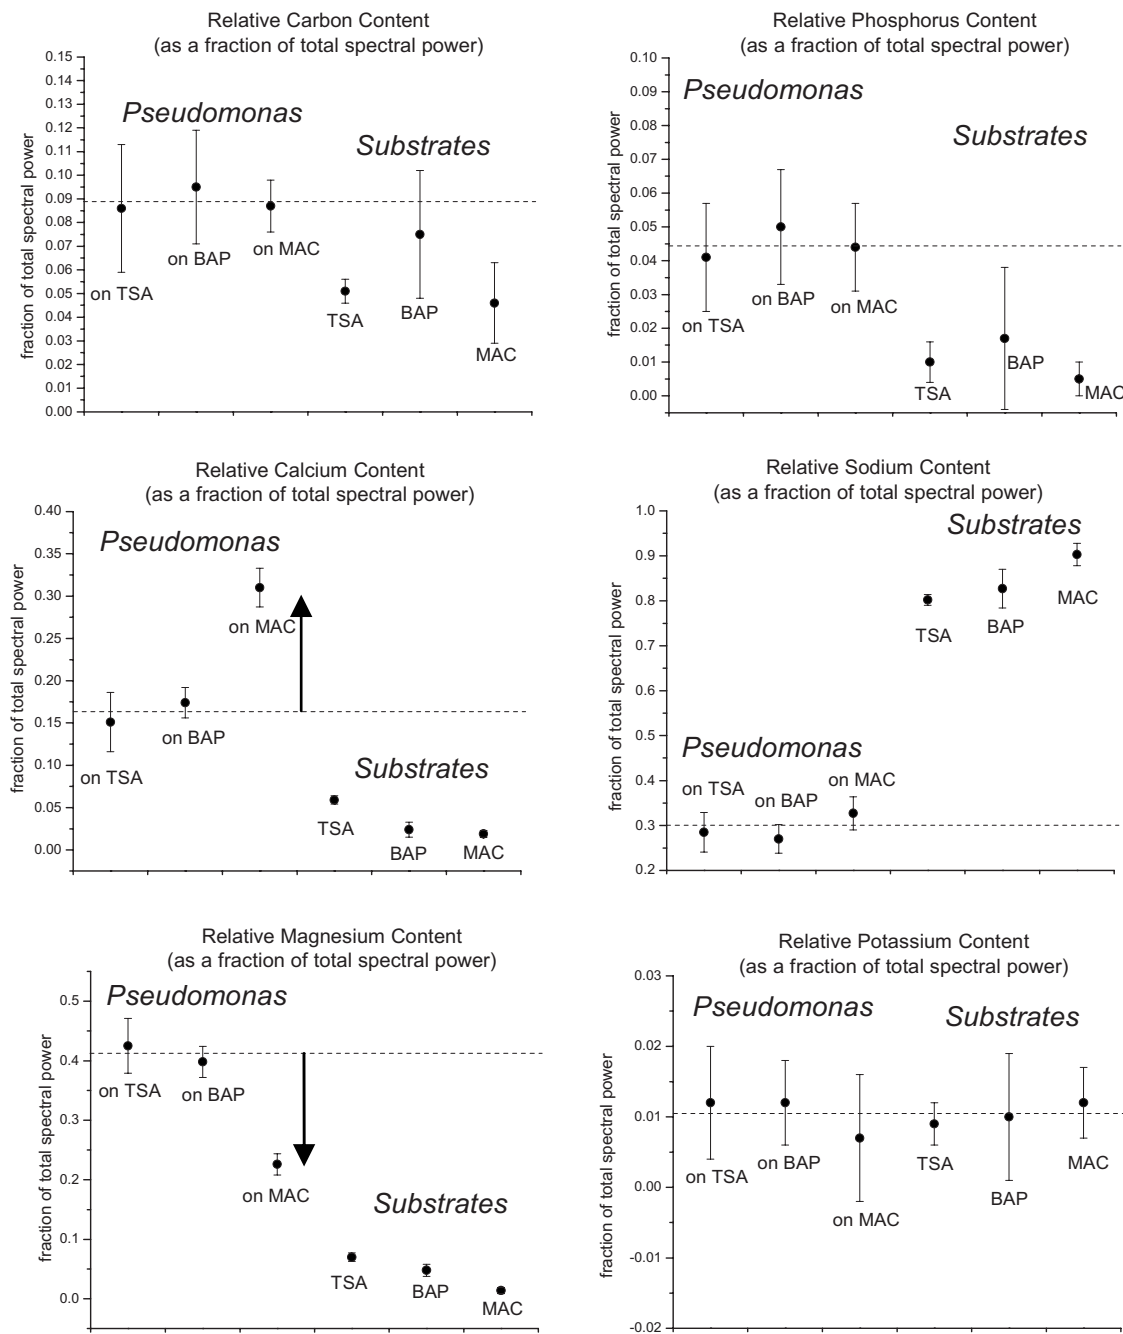 Relative Carbon Content
(as a fraction of total spectral power)
fraction of total spectral power
0.15
0.14
0.13
0.12
0.11
0.10
0.09
0.08
0.07
0.06
0.05
0.04
0.03
0.02
0.01
0.00
Pseudomonas
Substrates
on TSA
on BAP
on MAC
TSA
BAP
MAC
Relative Phosphorus Content
(as a fraction of total spectral power)
fraction of total spectral power
0.10
0.09
0.08
0.07
0.06
0.05
0.04
0.03
0.02
0.01
0.00
Pseudomonas
Substrates
on TSA
on BAP
on MAC
TSA
BAP
MAC
Relative Calcium Content
(as a fraction of total spectral power)
fraction of total spectral power
0.40
0.35
0.30
0.25
0.20
0.15
0.10
0.05
0.00
Pseudomonas
on MAC
on BAP
on TSA
Substrates
TSA
BAP
MAC
Relative Sodium Content
(as a fraction of total spectral power)
fraction of total spectral power
1.0
0.9
0.8
0.7
0.6
0.5
0.4
0.3
0.2
Substrates
MAC
BAP
TSA
Pseudomonas
on TSA
on BAP
on MAC
Relative Magnesium Content
(as a fraction of total spectral power)
fraction of total spectral power
0.5
0.4
0.3
0.2
0.1
0.0
Pseudomonas
on TSA
on BAP
on MAC
Substrates
TSA
BAP
MAC
Relative Potassium Content
(as a fraction of total spectral power)
fraction of total spectral power
0.03
0.02
0.01
0.00
-0.01
-0.02
Pseudomonas
Substrates
on TSA
on BAP
on MAC
TSA
BAP
MAC